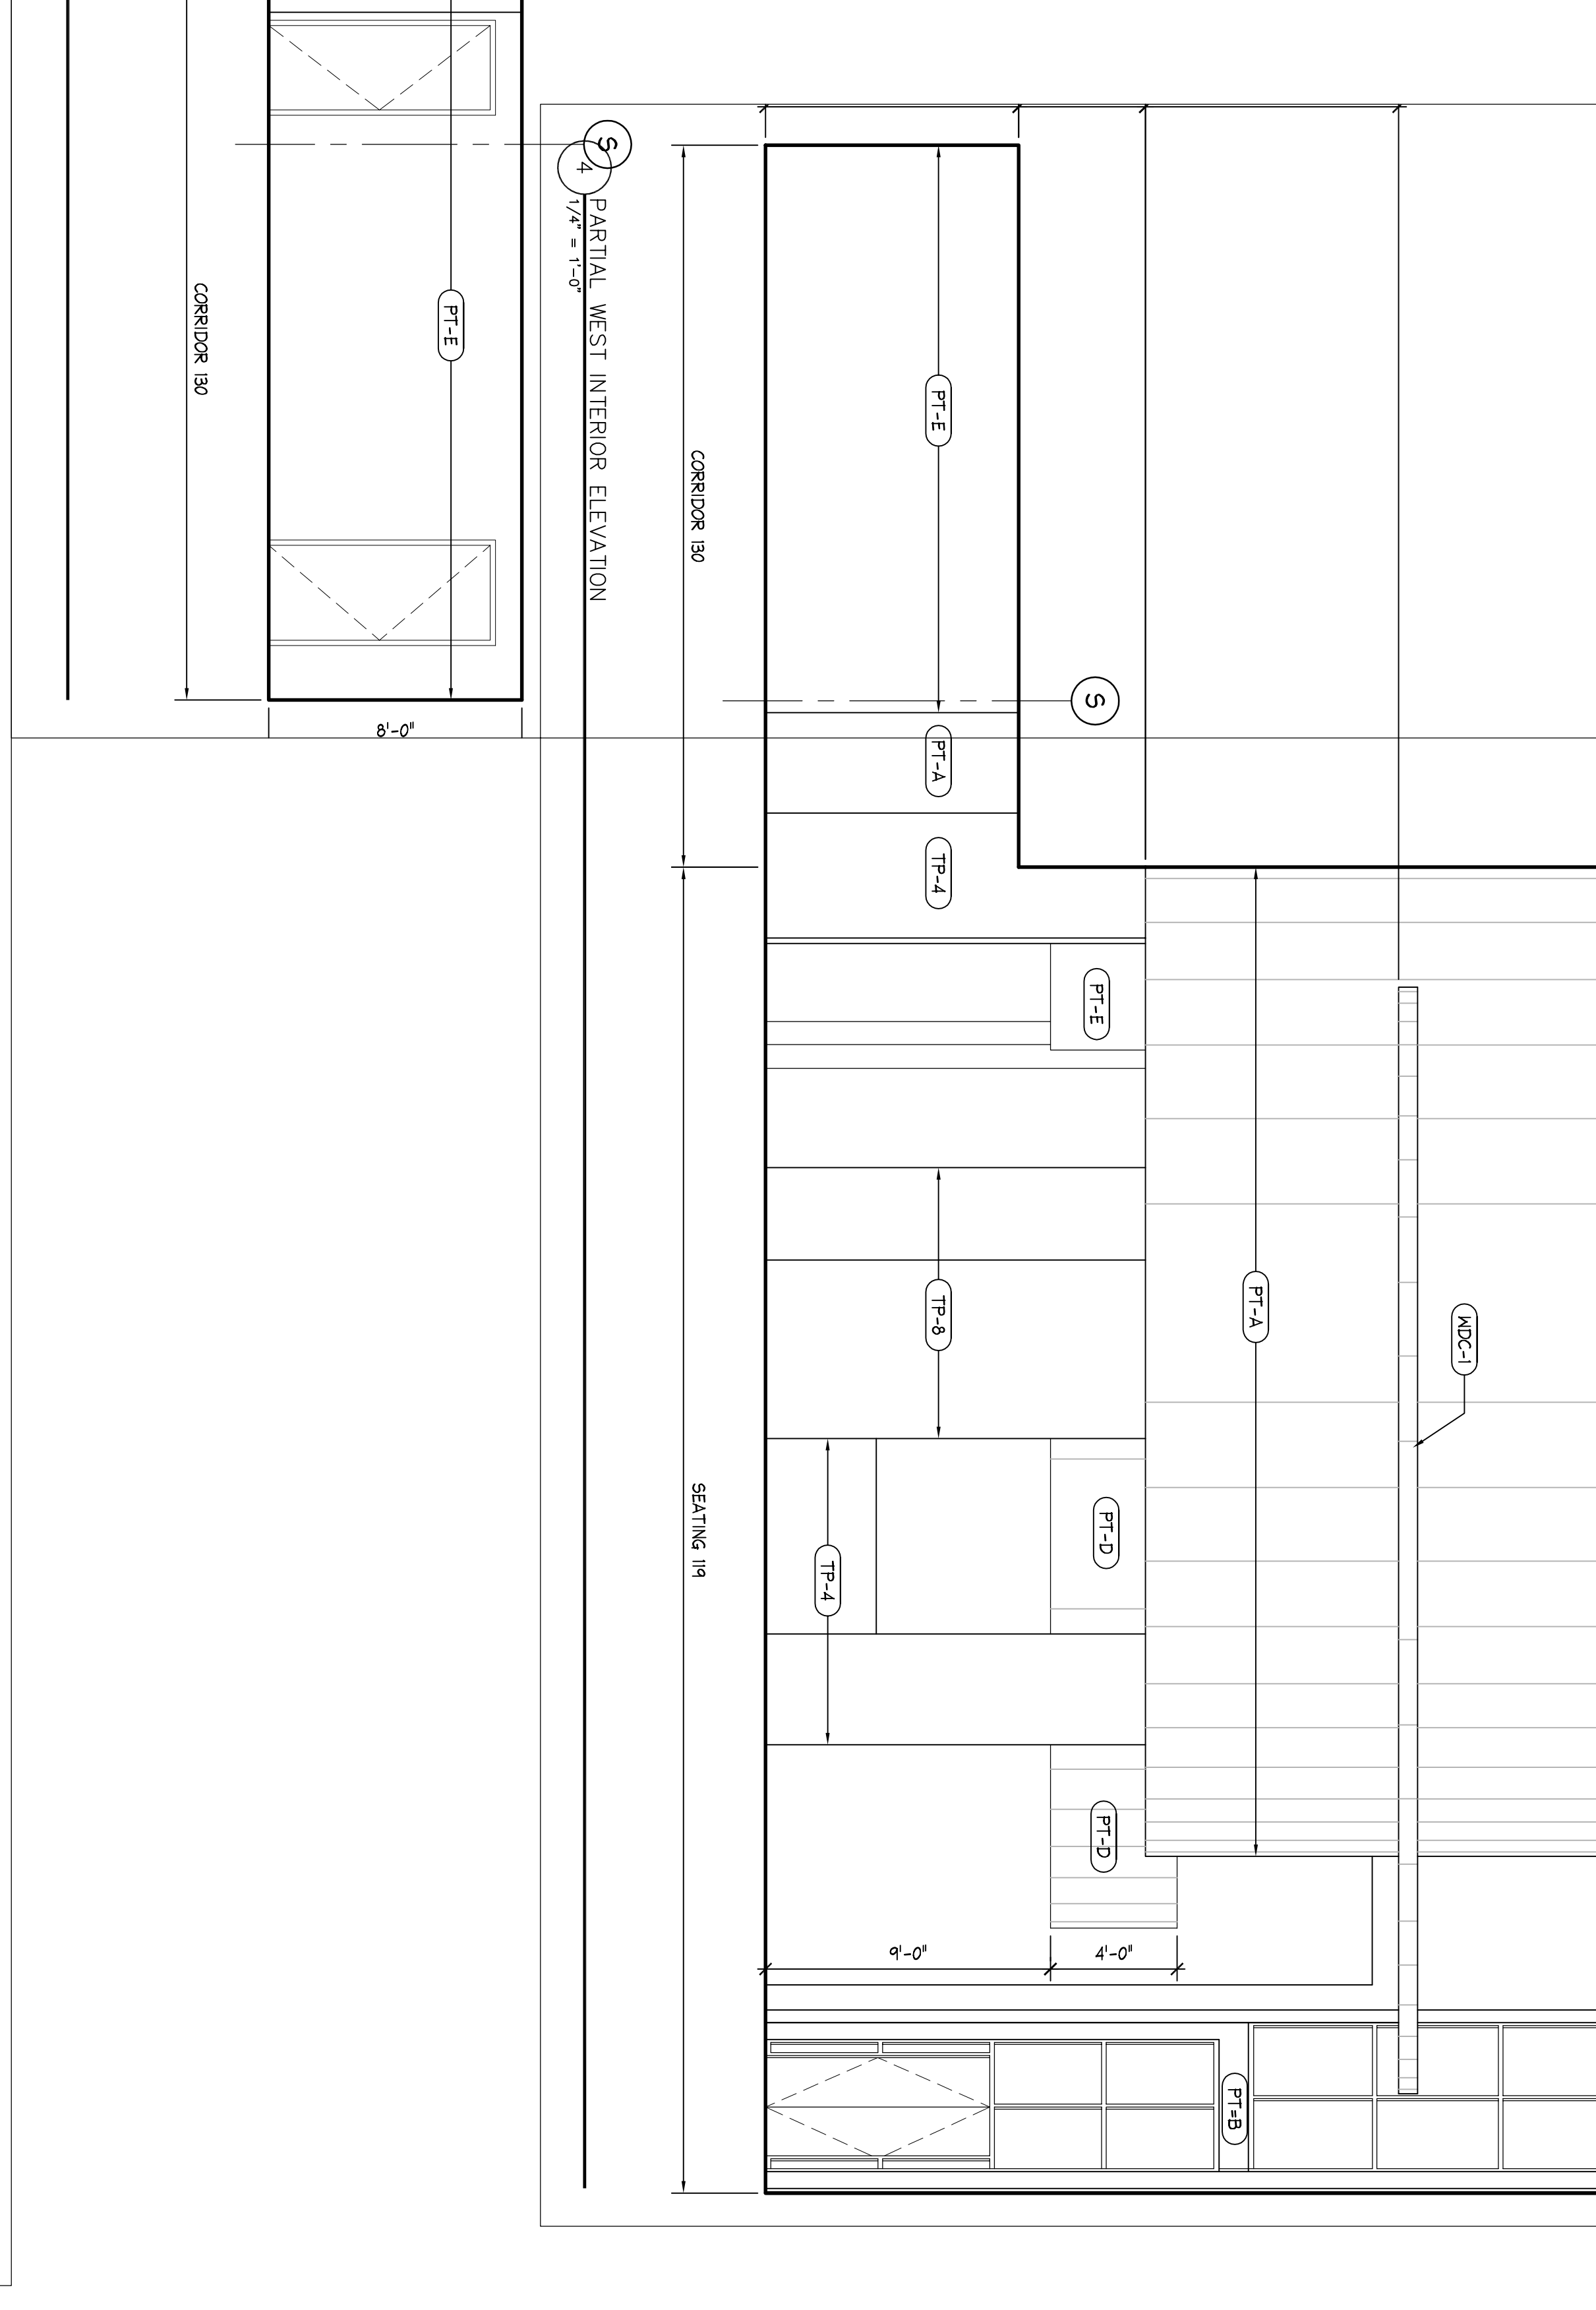 WDC-1
PT-A
S
PT-E
PT-D
PT-D
4'-0"
PT=B
PT-E
PT-A
TP-4
TP-8
9'-0"
TP-4
CORRIDOR 130
SEATING 119
S
4
PARTIAL WEST INTERIOR ELEVATION
1/4" = 1'-0"
PT-E
8'-0"
CORRIDOR 130